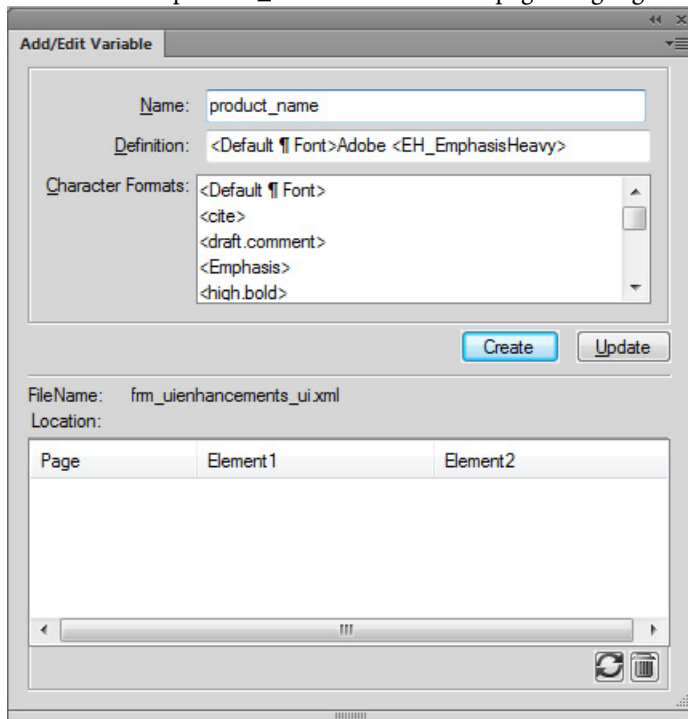 Add/Edit Variable
Name: product_name
Definition: <Default ¶ Font>Adobe <EH_EmphasisHeavy>
Character Formats: <Default ¶ Font>
<cite>
<draft.comment>
<Emphasis>
<high.bold>
Create Update
FileName: frm_uienhancements_ui.xml
Location:
Page Element1 Element2